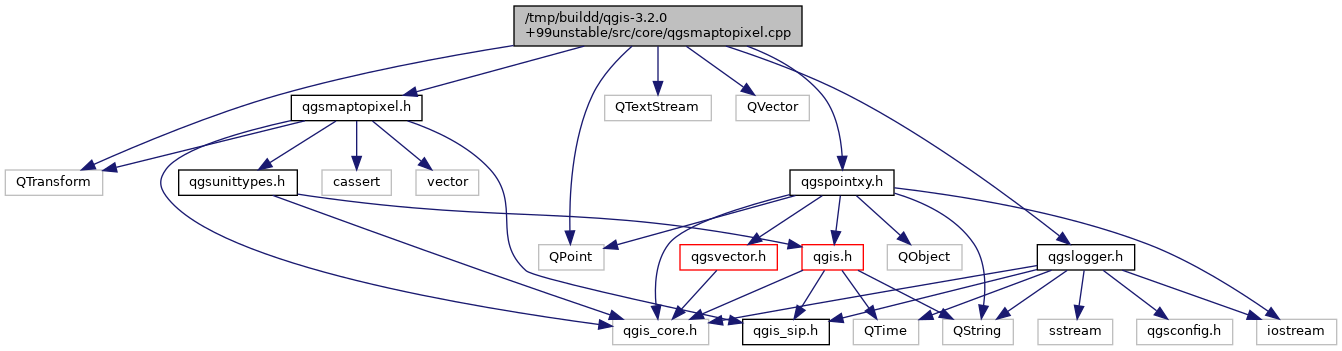 /tmp/buildd/qgis-3.2.0
+99unstable/src/core/qgsmaptopixel.cpp
qgsmaptopixel.h
QTextStream
QVector
QTransform
qgsunittypes.h
cassert
vector
qgspointxy.h
QPoint
qgsvector.h
qgis.h
QObject
qgslogger.h
qgis_core.h
qgis_sip.h
QTime
QString
sstream
qgsconfig.h
iostream